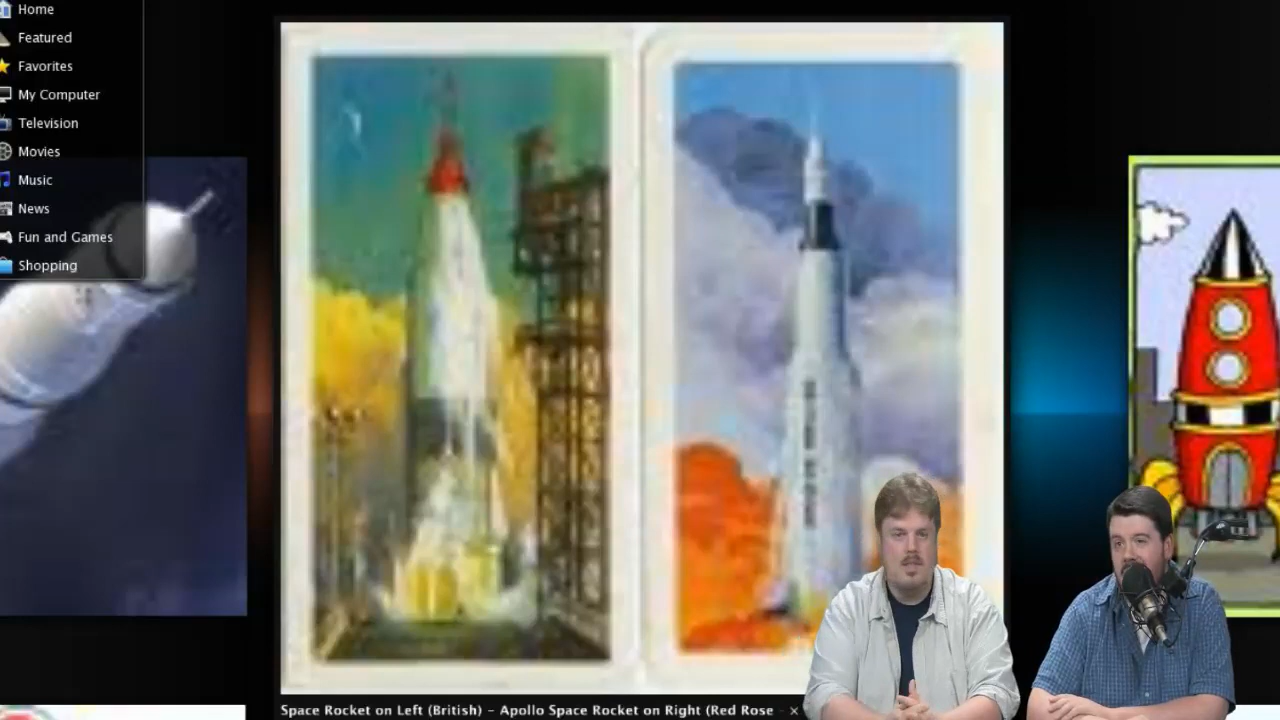 Home
Featured
Favorites
My Computer
Television
Movies
Music
News
Fun and Games
Shopping
Space Rocket on Left (British) - Apollo Space Rocket on Right (Red Rose